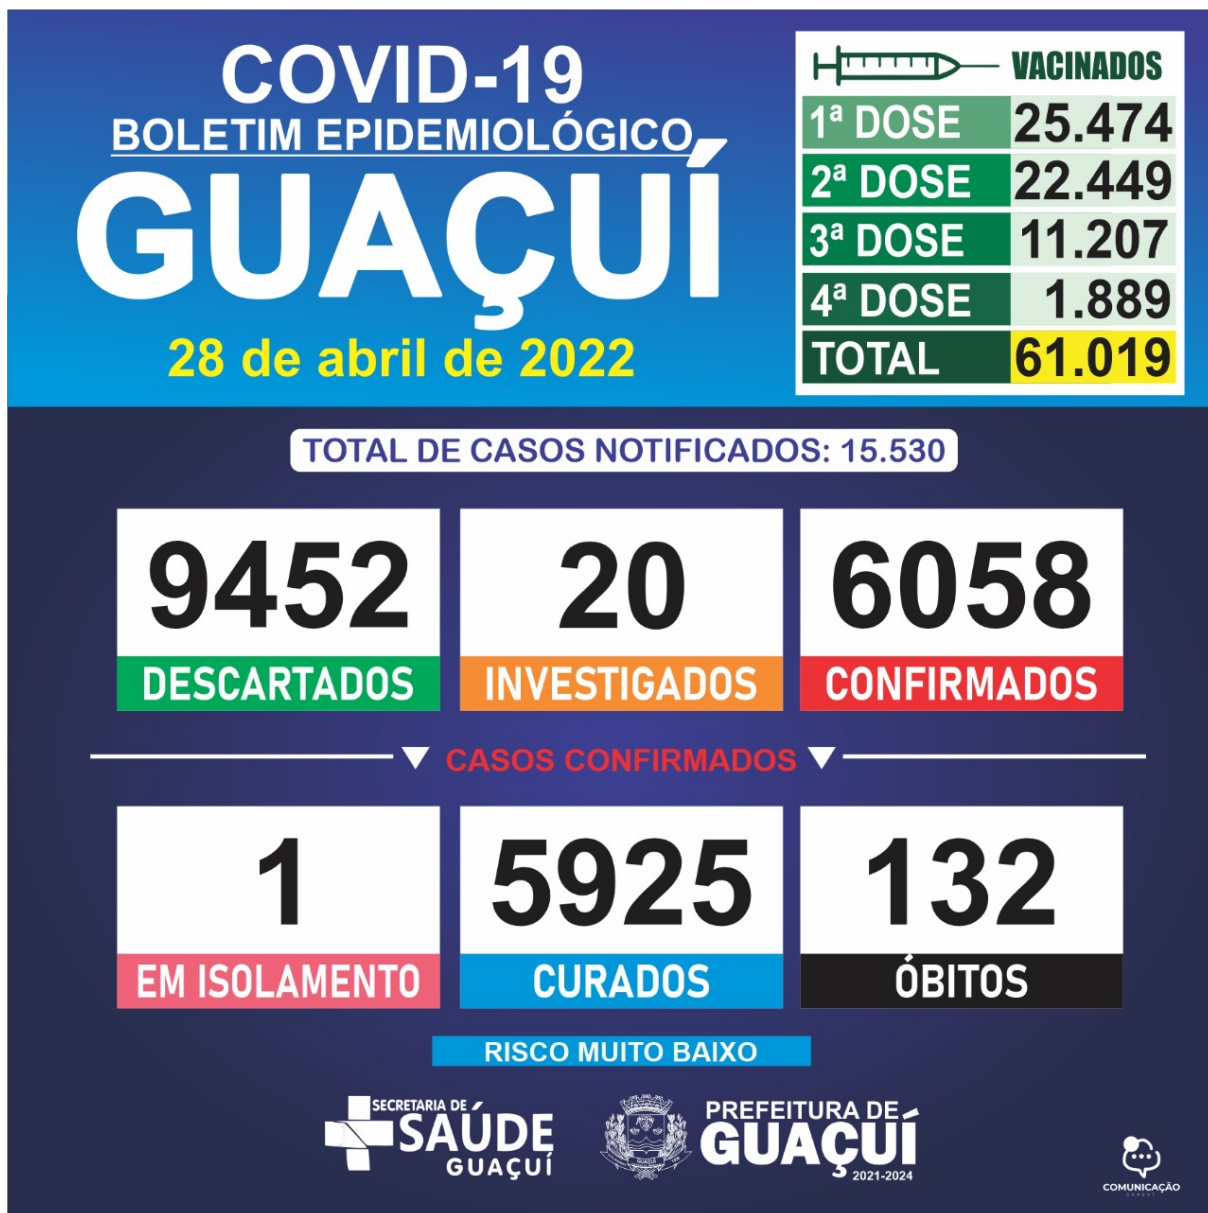 COVID-19
BOLETIM EPIDEMIOLÓGICO
GUAÇUÍ
28 de abril de 2022
VACINADOS
1ª DOSE 25.474
2ª DOSE 22.449
3ª DOSE 11.207
4ª DOSE 1.889
TOTAL 61.019
TOTAL DE CASOS NOTIFICADOS: 15.530
9452 20 6058
DESCARTADOS INVESTIGADOS CONFIRMADOS
CASOS CONFIRMADOS
1 5925 132
EM ISOLAMENTO CURADOS ÓBITOS
RISCO MUITO BAIXO
SECRETARIA DE
SAÚDE
GUAÇUÍ
PREFEITURA DE
GUAÇUÍ
2021-2024
COMUNICAÇÃO
GUAÇUÍ